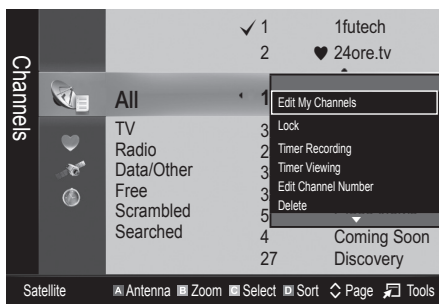 ✓ 1 1futech
2 ♥ 24ore.tv
Channels
All 1
TV 3
Radio 2
Data/Other 3
Free 3
Scrambled 5
Searched 4 Coming Soon
27 Discovery
Edit My Channels
Lock
Timer Recording
Timer Viewing
Edit Channel Number
Delete
Satellite A Antenna B Zoom C Select D Sort Page Tools